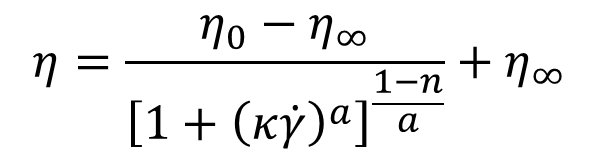 η = (η₀ − η∞) / [1 + (κγ̇)ᵃ]^((1−n)/a) + η∞